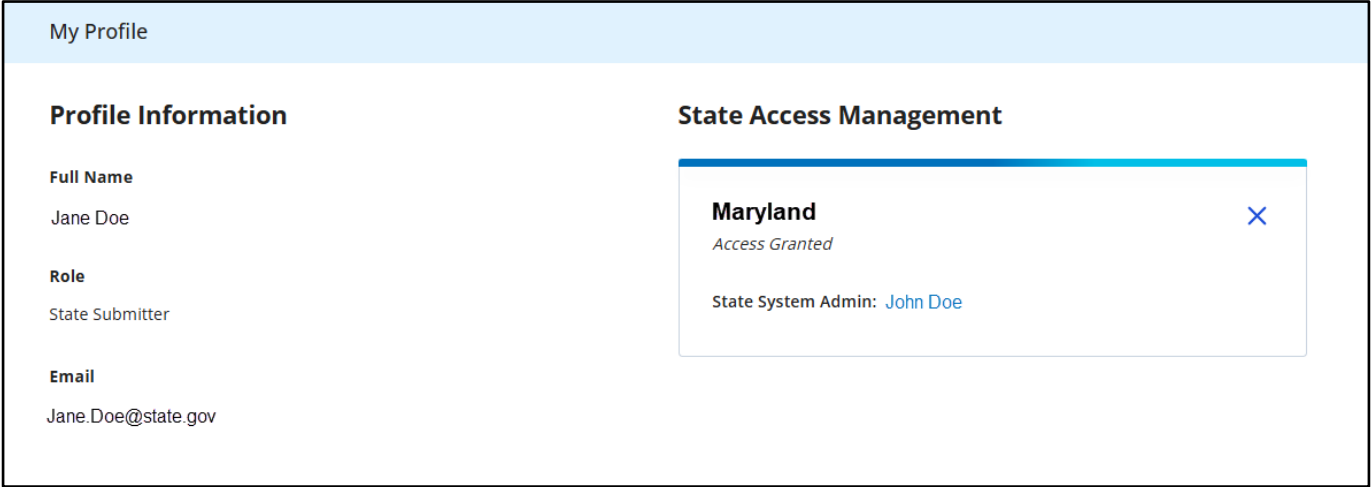 My Profile
Profile Information
Full Name
Jane Doe
Role
State Submitter
Email
Jane.Doe@state.gov
State Access Management
Maryland
Access Granted
State System Admin: John Doe